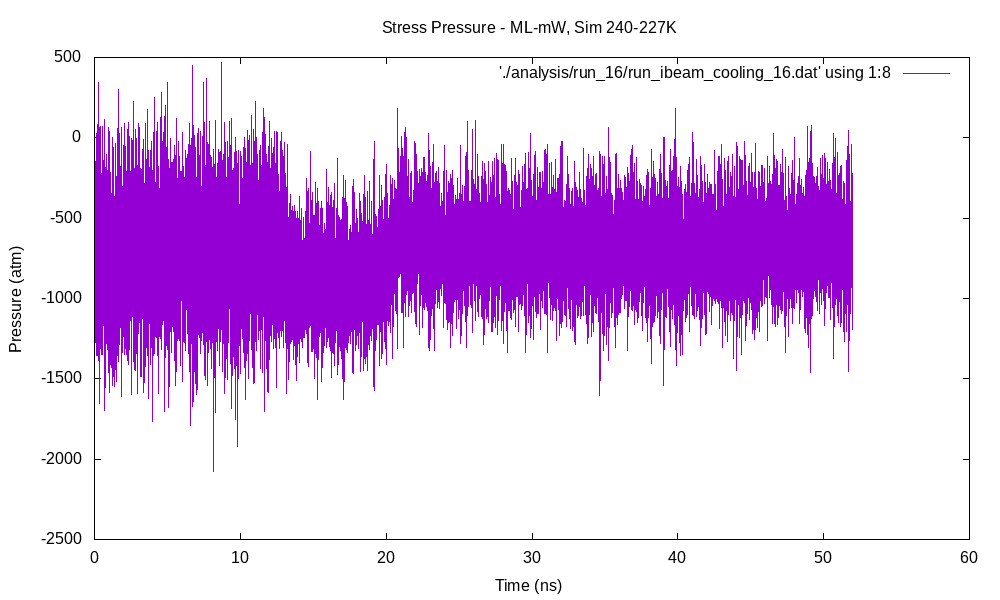 Stress Pressure - ML-mW, Sim 240-227K
'./analysis/run_16/run_ibeam_cooling_16.dat' using 1:8
500
0
-500
-1000
-1500
-2000
-2500
Pressure (atm)
0 10 20 30 40 50 60
Time (ns)